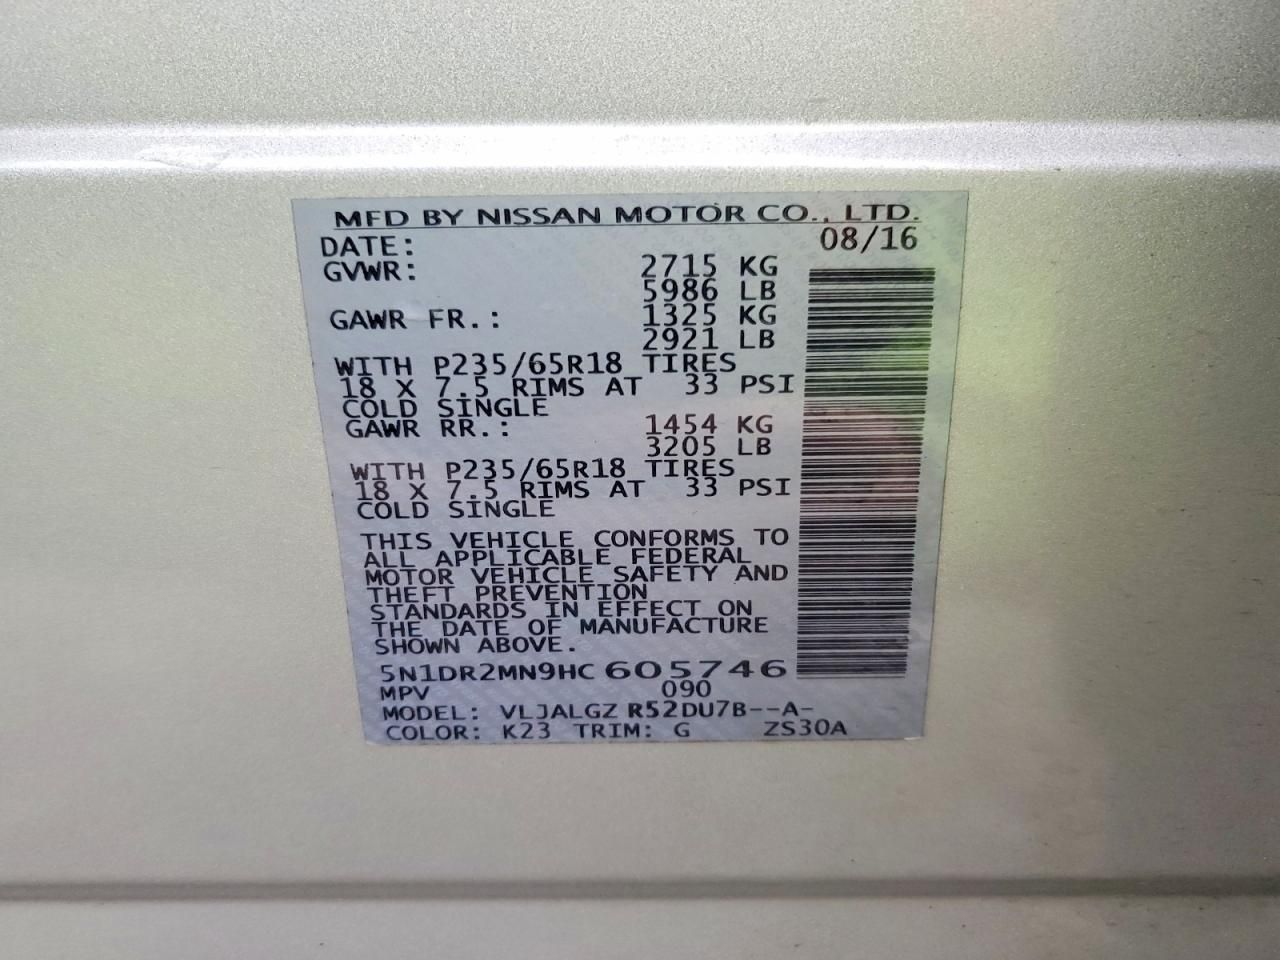 MFD BY NISSAN MOTOR CO., LTD.
DATE: 08/16
GVWR: 2715 KG
5986 LB
GAWR FR.: 1325 KG
2921 LB
WITH P235/65R18 TIRES
18 X 7.5 RIMS AT 33 PSI
COLD SINGLE
GAWR RR.: 1454 KG
3205 LB
WITH P235/65R18 TIRES
18 X 7.5 RIMS AT 33 PSI
COLD SINGLE
THIS VEHICLE CONFORMS TO
ALL APPLICABLE FEDERAL
MOTOR VEHICLE SAFETY AND
THEFT PREVENTION
STANDARDS IN EFFECT ON
THE DATE OF MANUFACTURE
SHOWN ABOVE.
5N1DR2MN9HC605746
MPV 090
MODEL: VLJALGZ R52DU7B--A-
COLOR: K23 TRIM: G ZS30A